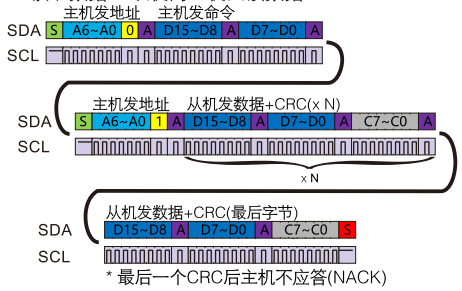 主机发地址 主机发命令
SDA S A6~A0 0 A D15~D8 A D7~D0 A
SCL
主机发地址 从机发数据+CRC(x N)
SDA S A6~A0 1 A D15~D8 A D7~D0 A C7~C0 A
SCL
x N
从机发数据+CRC(最后字节)
SDA D15~D8 A D7~D0 A C7~C0 S
SCL
* 最后一个CRC后主机不应答(NACK)